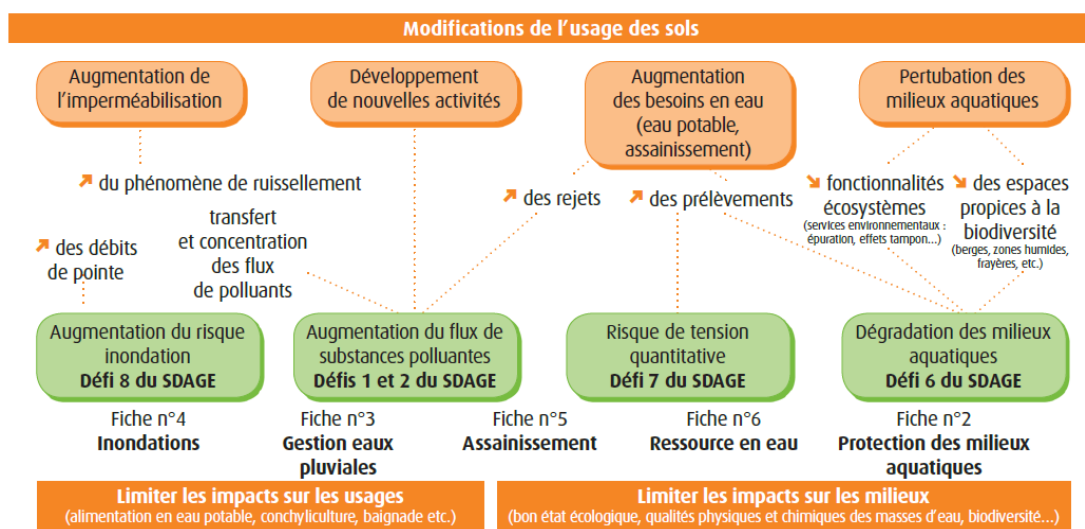 Modifications de l'usage des sols
Augmentation de
l'imperméabilisation
Développement
de nouvelles activités
Augmentation
des besoins en eau
(eau potable,
assainissement)
Pertubation des
milieux aquatiques
↗ du phénomène de ruissellement
↗ des débits
de pointe
transfert
et concentration
des flux
de polluants
↗ des rejets
↗ des prélèvements
↘ fonctionnalités
écosystèmes
(services environnementaux :
épuration, effets tampon...)
↘ des espaces
propices à la
biodiversité
(berges, zones humides,
frayères, etc.)
Augmentation du risque
inondation
Défi 8 du SDAGE
Augmentation du flux de
substances polluantes
Défis 1 et 2 du SDAGE
Risque de tension
quantitative
Défi 7 du SDAGE
Dégradation des milieux
aquatiques
Défi 6 du SDAGE
Fiche n°4
Inondations
Fiche n°3
Gestion eaux
pluviales
Fiche n°5
Assainissement
Fiche n°6
Ressource en eau
Fiche n°2
Protection des milieux
aquatiques
Limiter les impacts sur les usages
(alimentation en eau potable, conchyliculture, baignade etc.)
Limiter les impacts sur les milieux
(bon état écologique, qualités physiques et chimiques des masses d'eau, biodiversité...)